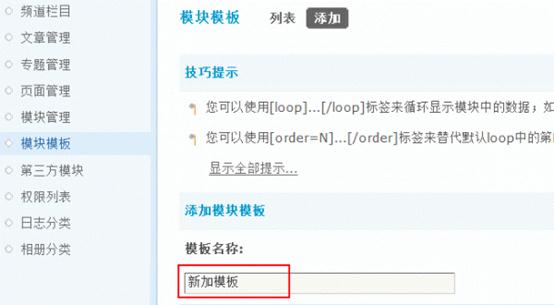 频道栏目
文章管理
专题管理
页面管理
模块管理
模块模板
第三方模块
权限列表
日志分类
相册分类
模块模板 列表 添加
技巧提示
您可以使用[loop]...[/loop]标签来循环显示模块中的数据；如
您可以使用[order=N]...[/order]标签来替代默认loop中的第
显示全部提示...
添加模块模板
模板名称:
新加模板